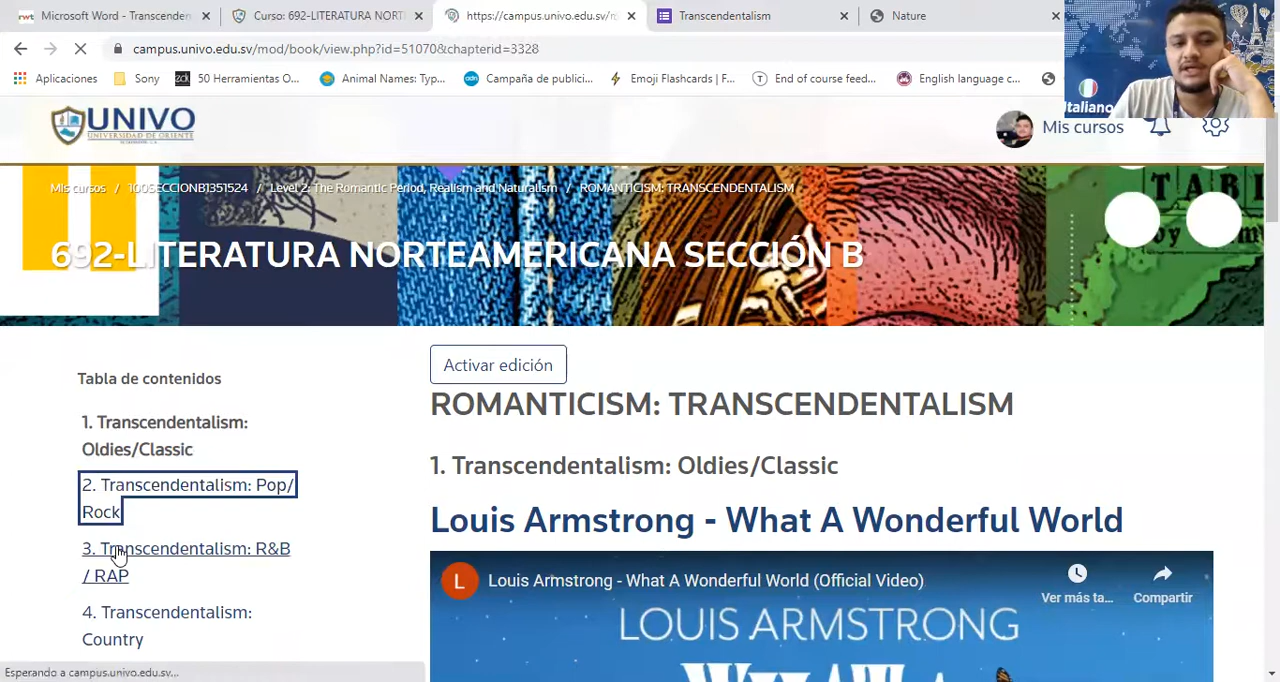 Microsoft Word - Transcenden
Curso: 692-LITERATURA NORT
https://campus.univo.edu.sv/m
Transcendentalism
Nature
campus.univo.edu.sv/mod/book/view.php?id=51070&chapterid=3328
Aplicaciones
Sony
50 Herramientas O...
Animal Names: Typ...
Campaña de publici...
Emoji Flashcards | F...
End of course feed...
English language c...
Italiano
UNIVO
UNIVERSIDAD DE ORIENTE
Mis cursos
Mis cursos / 100SECCIONB1351524 / Level 2: The Romantic Period, Realism and Naturalism / ROMANTICISM: TRANSCENDENTALISM
692-LITERATURA NORTEAMERICANA SECCIÓN B
Tabla de contenidos
1. Transcendentalism:
Oldies/Classic
2. Transcendentalism: Pop/
Rock
3. Transcendentalism: R&B
/ RAP
4. Transcendentalism:
Country
Activar edición
ROMANTICISM: TRANSCENDENTALISM
1. Transcendentalism: Oldies/Classic
Louis Armstrong - What A Wonderful World
L
Louis Armstrong - What A Wonderful World (Official Video)
Ver más ta...
Compartir
LOUIS ARMSTRONG
Esperando a campus.univo.edu.sv...